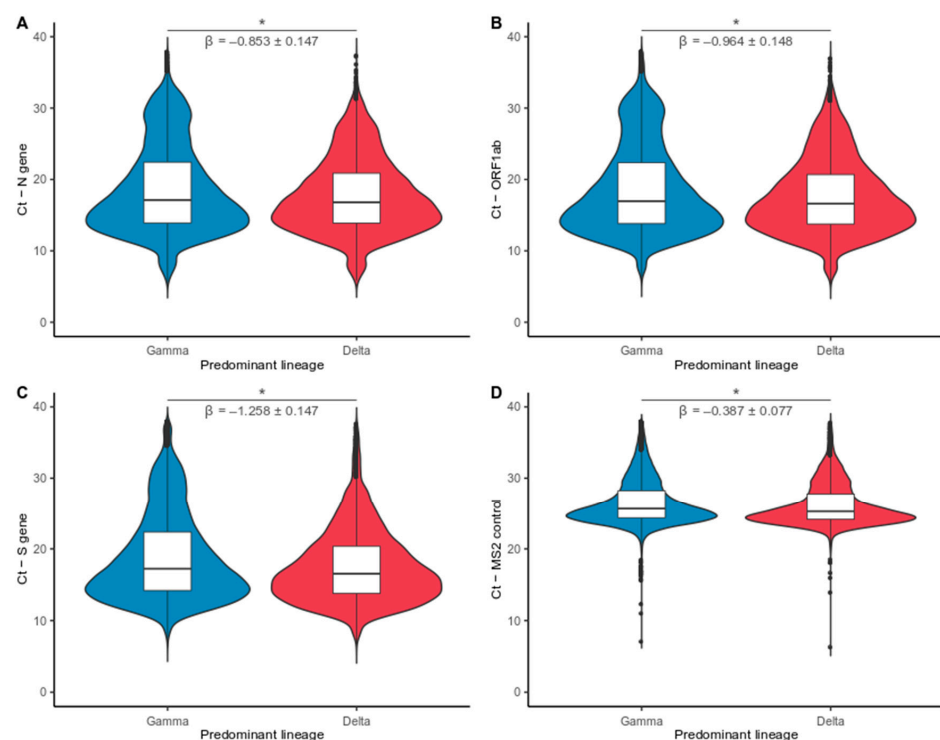 A
*
β = –0.853 ± 0.147
40
30
20
10
0
Ct – N gene
Gamma Delta
Predominant lineage
B
*
β = –0.964 ± 0.148
40
30
20
10
0
Ct – ORF1ab
Gamma Delta
Predominant lineage
C
*
β = –1.258 ± 0.147
40
30
20
10
0
Ct – S gene
Gamma Delta
Predominant lineage
D
*
β = –0.387 ± 0.077
40
30
20
10
0
Ct – MS2 control
Gamma Delta
Predominant lineage